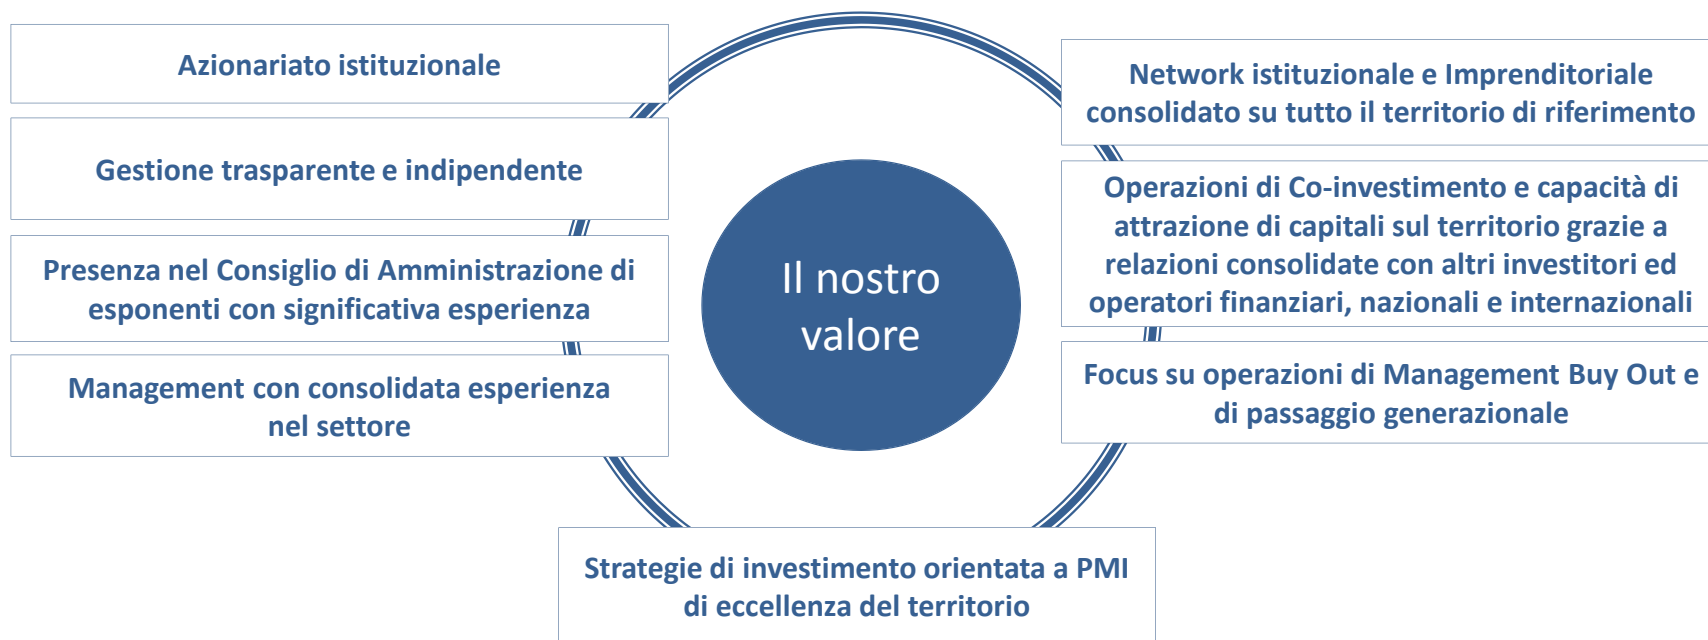 Azionariato istituzionale
Gestione trasparente e indipendente
Presenza nel Consiglio di Amministrazione di
esponenti con significativa esperienza
Management con consolidata esperienza
nel settore
Il nostro
valore
Network istituzionale e Imprenditoriale
consolidato su tutto il territorio di riferimento
Operazioni di Co-investimento e capacità di
attrazione di capitali sul territorio grazie a
relazioni consolidate con altri investitori ed
operatori finanziari, nazionali e internazionali
Focus su operazioni di Management Buy Out e
di passaggio generazionale
Strategie di investimento orientata a PMI
di eccellenza del territorio